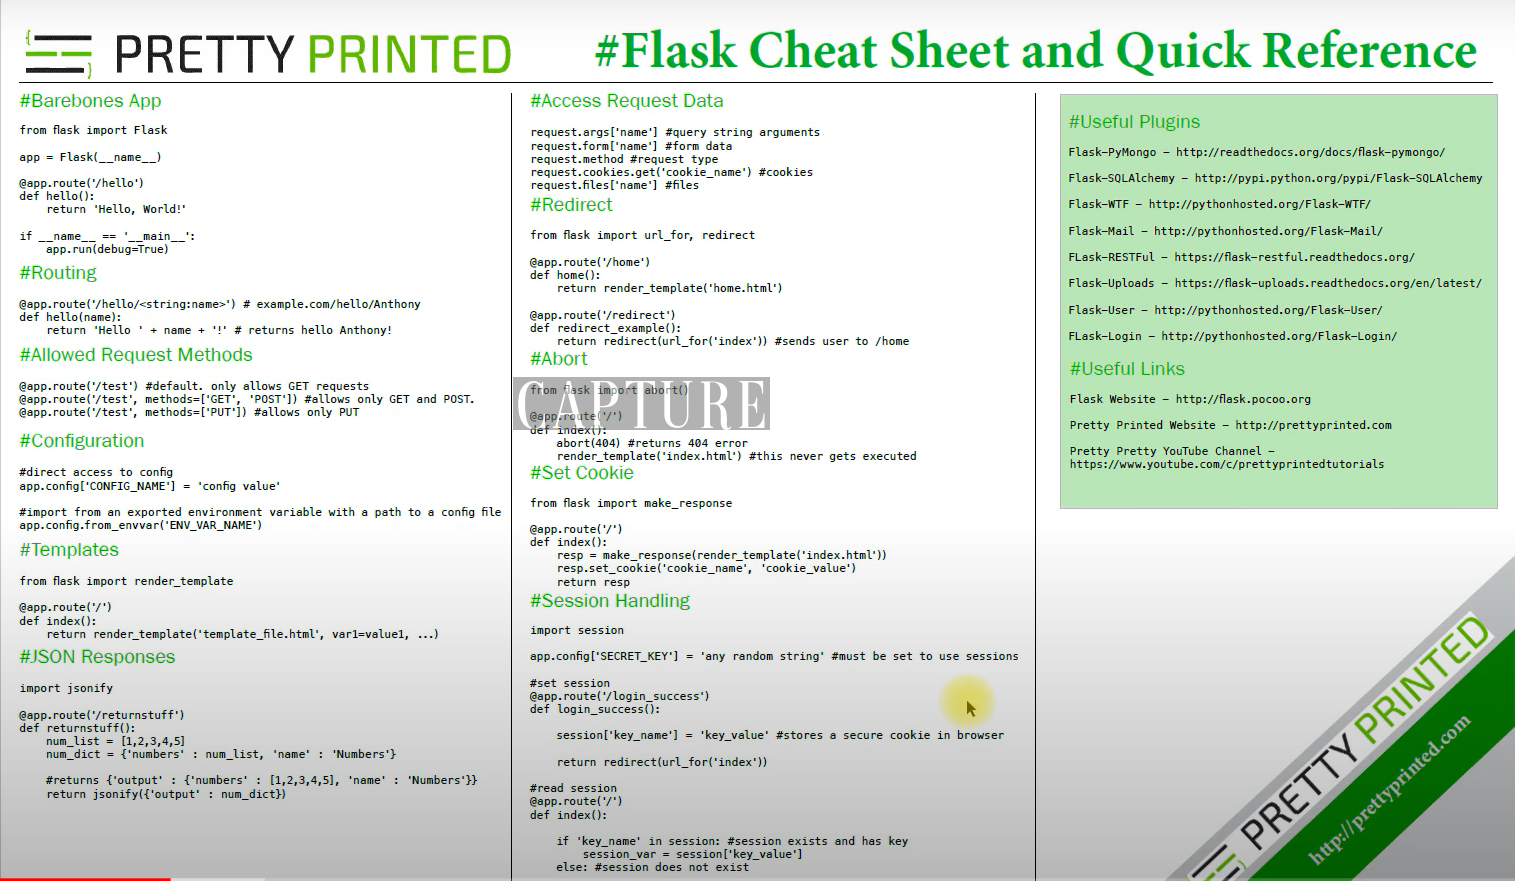 PRETTY PRINTED
#Flask Cheat Sheet and Quick Reference
#Barebones App
from flask import Flask
app = Flask(__name__)
@app.route('/hello')
def hello():
    return 'Hello, World!'
if __name__ == '__main__':
    app.run(debug=True)
#Routing
@app.route('/hello/<string:name>') # example.com/hello/Anthony
def hello(name):
    return 'Hello ' + name + '!' # returns hello Anthony!
#Allowed Request Methods
@app.route('/test') #default. only allows GET requests
@app.route('/test', methods=['GET', 'POST']) #allows only GET and POST.
@app.route('/test', methods=['PUT']) #allows only PUT
#Configuration
#direct access to config
app.config['CONFIG_NAME'] = 'config value'
#import from an exported environment variable with a path to a config file
app.config.from_envvar('ENV_VAR_NAME')
#Templates
from flask import render_template
@app.route('/')
def index():
    return render_template('template_file.html', var1=value1, ...)
#JSON Responses
import jsonify
@app.route('/returnstuff')
def returnstuff():
    num_list = [1,2,3,4,5]
    num_dict = {'numbers' : num_list, 'name' : 'Numbers'}
    #returns {'output' : {'numbers' : [1,2,3,4,5], 'name' : 'Numbers'}}
    return jsonify({'output' : num_dict})
#Access Request Data
request.args['name'] #query string arguments
request.form['name'] #form data
request.method #request type
request.cookies.get('cookie_name') #cookies
request.files['name'] #files
#Redirect
from flask import url_for, redirect
@app.route('/home')
def home():
    return render_template('home.html')
@app.route('/redirect')
def redirect_example():
    return redirect(url_for('index')) #sends user to /home
#Abort
from flask import abort()
CAPTURE
@app.route('/')
def index():
    abort(404) #returns 404 error
    render_template('index.html') #this never gets executed
#Set Cookie
from flask import make_response
@app.route('/')
def index():
    resp = make_response(render_template('index.html'))
    resp.set_cookie('cookie_name', 'cookie_value')
    return resp
#Session Handling
import session
app.config['SECRET_KEY'] = 'any random string' #must be set to use sessions
#set session
@app.route('/login_success')
def login_success():
    session['key_name'] = 'key_value' #stores a secure cookie in browser
    return redirect(url_for('index'))
#read session
@app.route('/')
def index():
    if 'key_name' in session: #session exists and has key
        session_var = session['key_value']
    else: #session does not exist
#Useful Plugins
Flask-PyMongo - http://readthedocs.org/docs/flask-pymongo/
Flask-SQLAlchemy - http://pypi.python.org/pypi/Flask-SQLAlchemy
Flask-WTF - http://pythonhosted.org/Flask-WTF/
Flask-Mail - http://pythonhosted.org/Flask-Mail/
FLask-RESTFul - https://flask-restful.readthedocs.org/
Flask-Uploads - https://flask-uploads.readthedocs.org/en/latest/
Flask-User - http://pythonhosted.org/Flask-User/
FLask-Login - http://pythonhosted.org/Flask-Login/
#Useful Links
Flask Website - http://flask.pocoo.org
Pretty Printed Website - http://prettyprinted.com
Pretty Pretty YouTube Channel -
https://www.youtube.com/c/prettyprintedtutorials
PRETTY PRINTED
http://prettyprinted.com